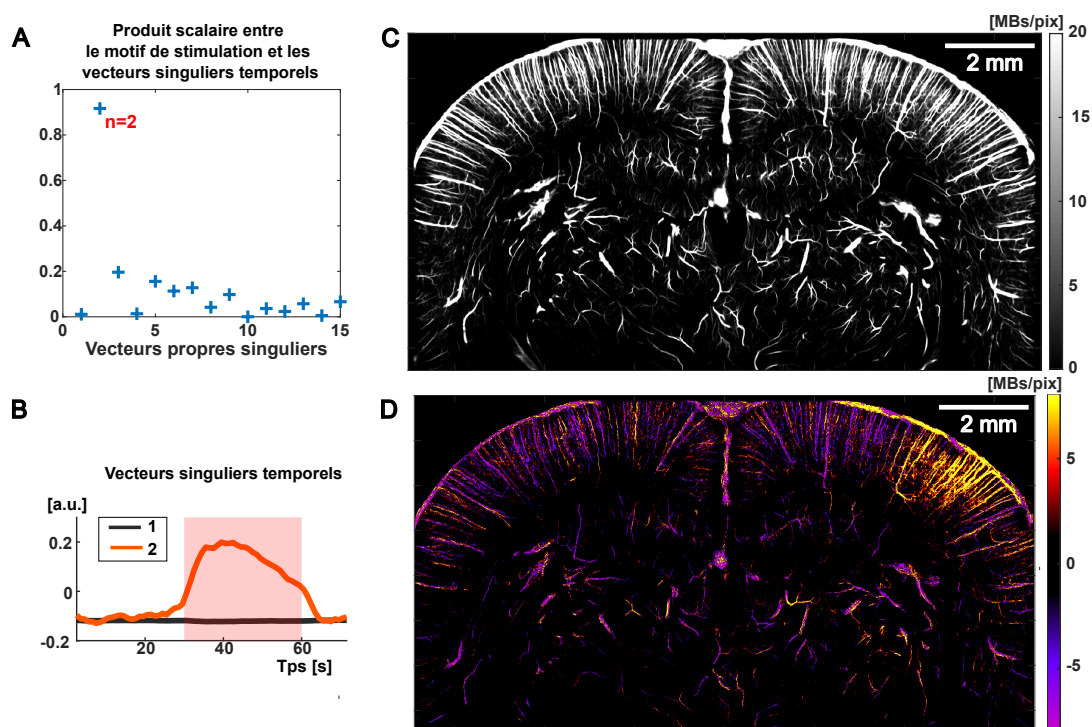 A
Produit scalaire entre
le motif de stimulation et les
vecteurs singuliers temporels
1
0.8
0.6
0.4
0.2
0
n=2
0 5 10 15
Vecteurs propres singuliers
B
Vecteurs singuliers temporels
[a.u.]
1
2
0.2
0
-0.2
20 40 60
Tps [s]
C
[MBs/pix]
2 mm
20
15
10
5
0
D
[MBs/pix]
2 mm
5
0
-5